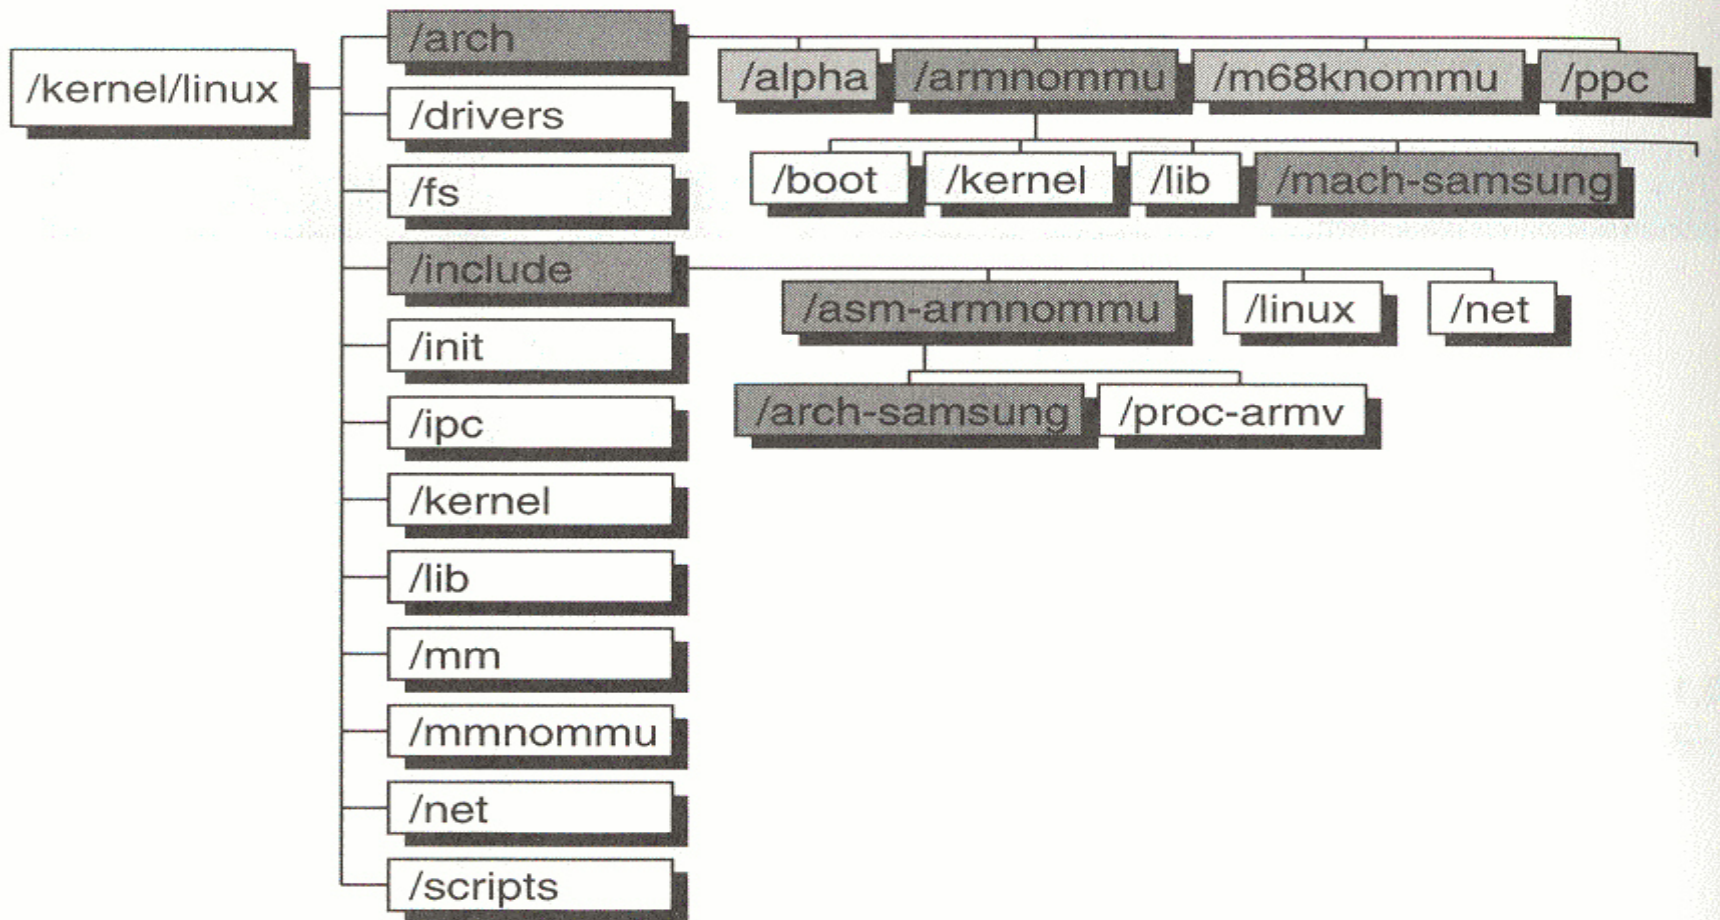 /kernel/linux
/arch
/alpha
/armnommu
/m68knommu
/ppc
/drivers
/boot
/kernel
/lib
/mach-samsung
/fs
/include
/asm-armnommu
/linux
/net
/init
/arch-samsung
/proc-armv
/ipc
/kernel
/lib
/mm
/mmnommu
/net
/scripts